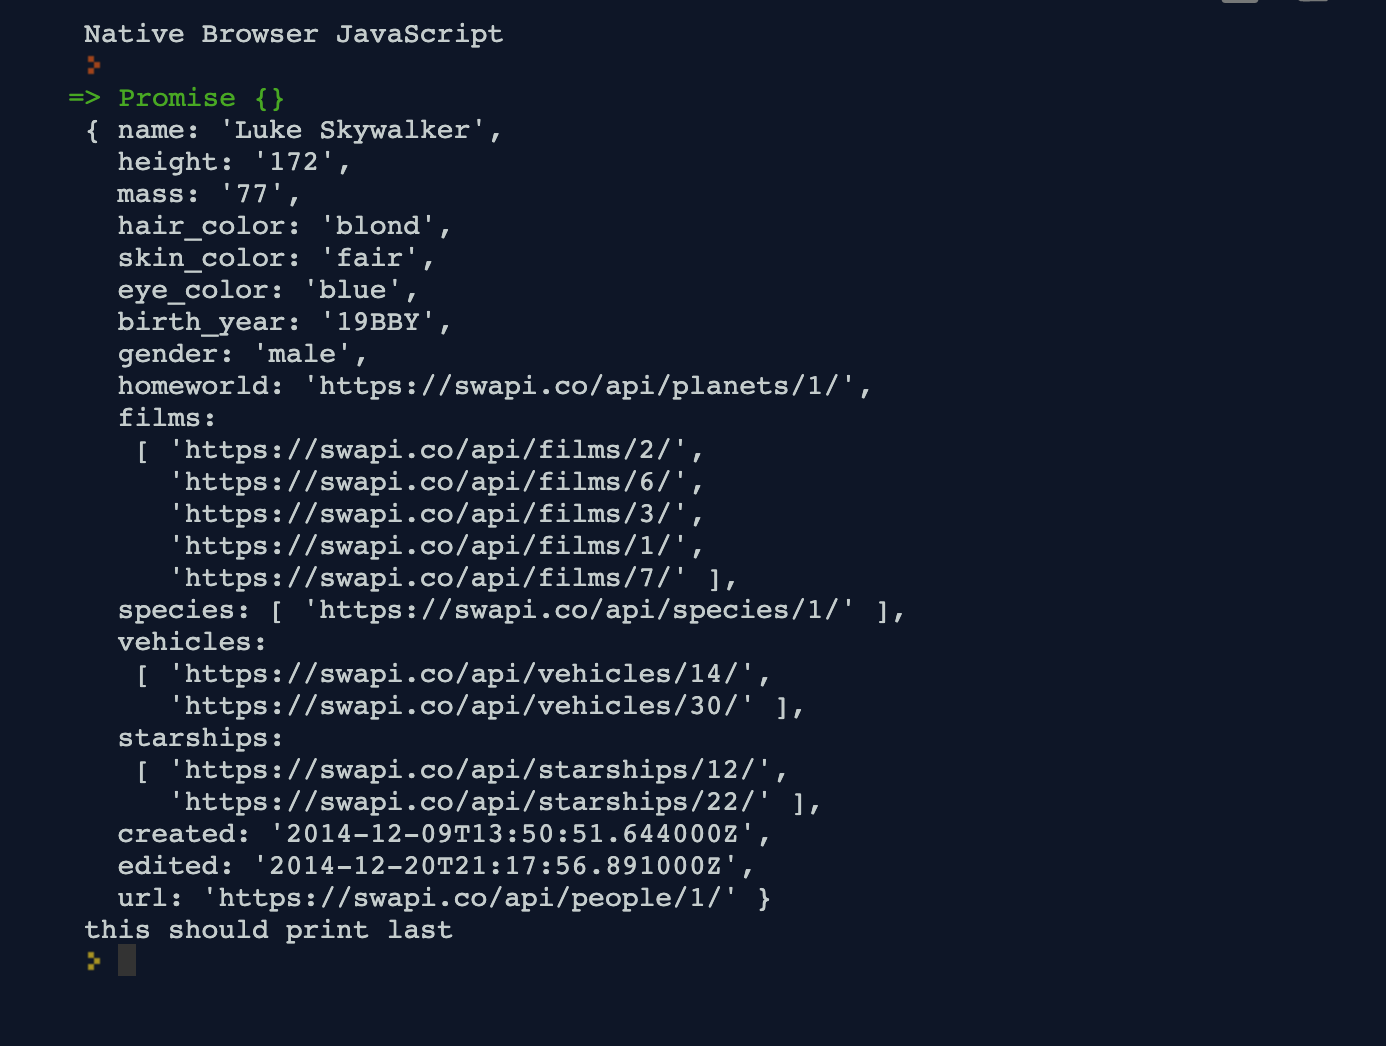 Native Browser JavaScript
=> Promise {}
{ name: 'Luke Skywalker',
  height: '172',
  mass: '77',
  hair_color: 'blond',
  skin_color: 'fair',
  eye_color: 'blue',
  birth_year: '19BBY',
  gender: 'male',
  homeworld: 'https://swapi.co/api/planets/1/',
  films:
   [ 'https://swapi.co/api/films/2/',
     'https://swapi.co/api/films/6/',
     'https://swapi.co/api/films/3/',
     'https://swapi.co/api/films/1/',
     'https://swapi.co/api/films/7/' ],
  species: [ 'https://swapi.co/api/species/1/' ],
  vehicles:
   [ 'https://swapi.co/api/vehicles/14/',
     'https://swapi.co/api/vehicles/30/' ],
  starships:
   [ 'https://swapi.co/api/starships/12/',
     'https://swapi.co/api/starships/22/' ],
  created: '2014-12-09T13:50:51.644000Z',
  edited: '2014-12-20T21:17:56.891000Z',
  url: 'https://swapi.co/api/people/1/' }
this should print last